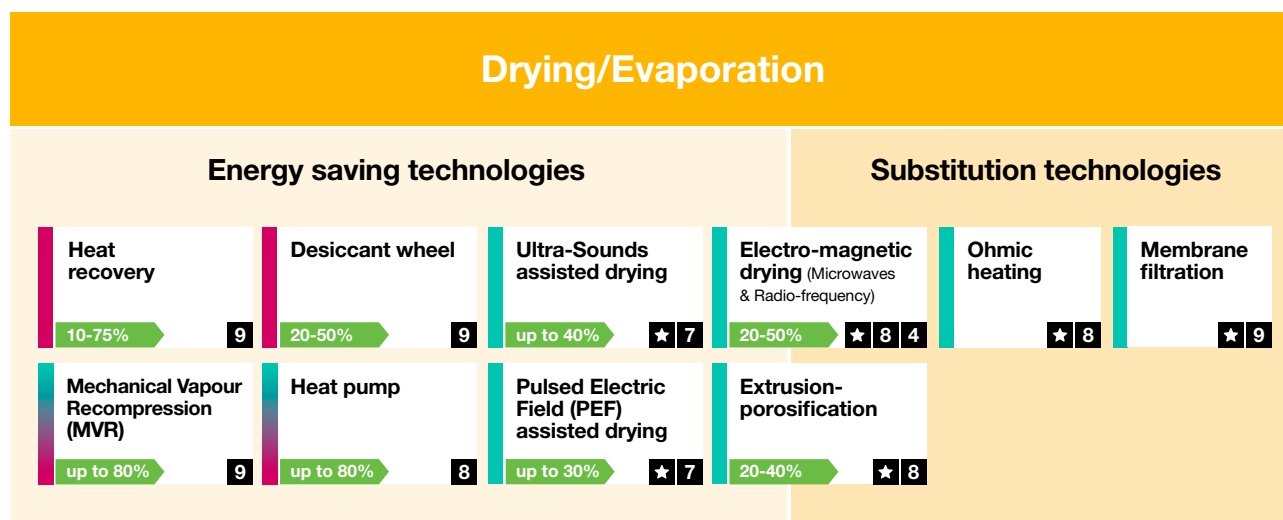 Drying/Evaporation
Energy saving technologies
Substitution technologies
Heat
recovery
10-75%
9
Desiccant wheel
20-50%
9
Ultra-Sounds
assisted drying
up to 40%
★ 7
Electro-magnetic
drying (Microwaves
& Radio-frequency)
20-50%
★ 8 4
Ohmic
heating
★ 8
Membrane
filtration
★ 9
Mechanical Vapour
Recompression
(MVR)
up to 80%
9
Heat pump
up to 80%
8
Pulsed Electric
Field (PEF)
assisted drying
up to 30%
★ 7
Extrusion-
porosification
20-40%
★ 8